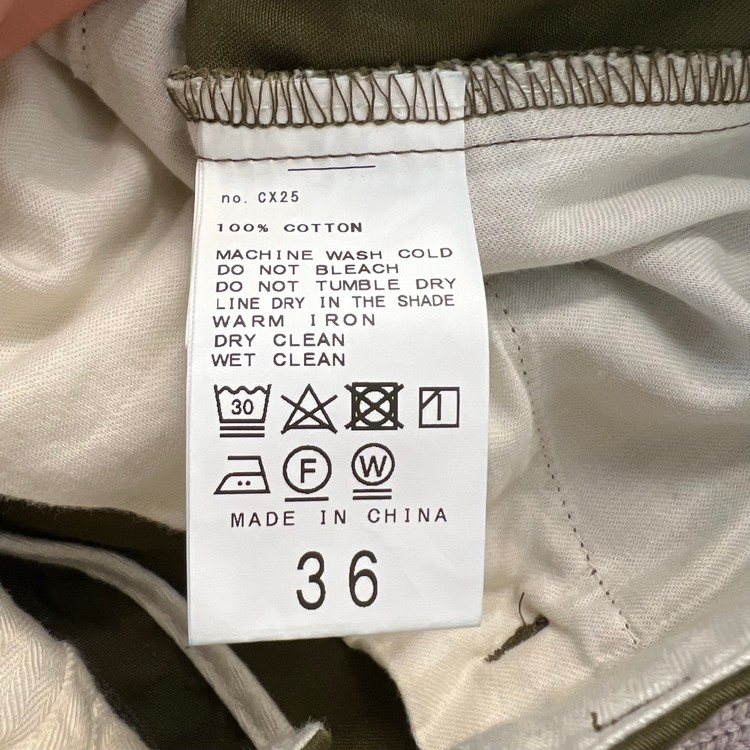 no. CX25
100% COTTON
MACHINE WASH COLD
DO NOT BLEACH
DO NOT TUMBLE DRY
LINE DRY IN THE SHADE
WARM IRON
DRY CLEAN
WET CLEAN
30
F W
MADE IN CHINA
36